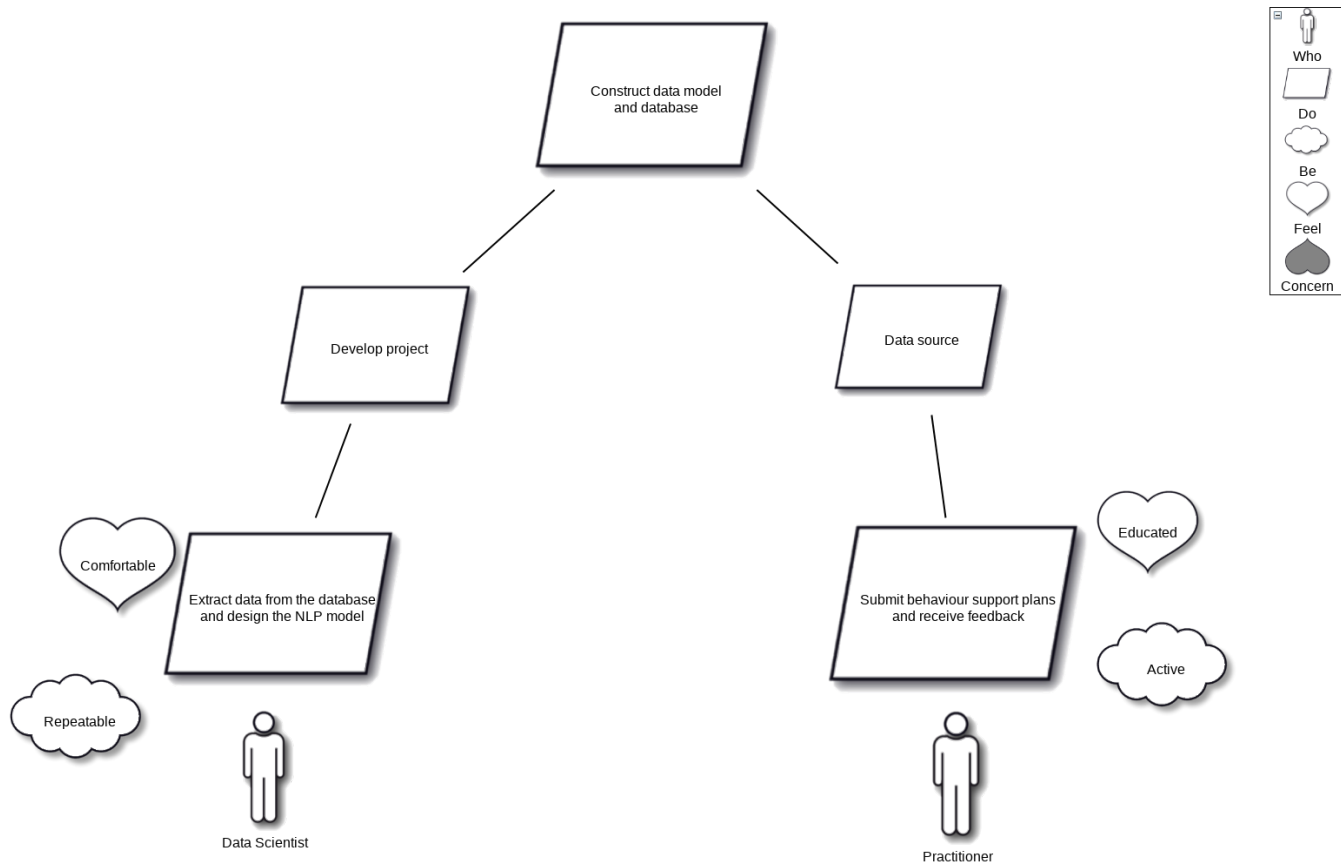 Construct data model
and database
Who
Do
Be
Feel
Concern
Develop project
Data source
Comfortable
Extract data from the database
and design the NLP model
Repeatable
Data Scientist
Submit behaviour support plans
and receive feedback
Educated
Active
Practitioner